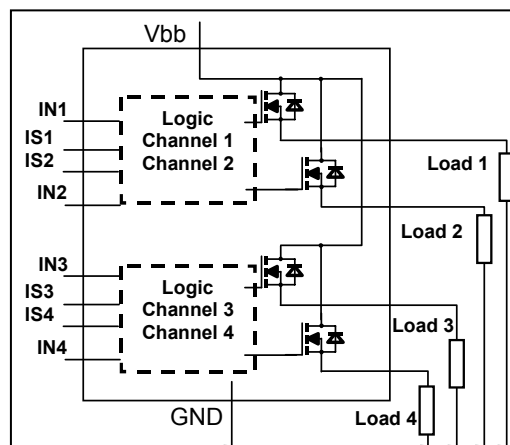 Vbb
IN1
IS1
IS2
IN2
Logic
Channel 1
Channel 2
Load 1
Load 2
IN3
IS3
IS4
IN4
Logic
Channel 3
Channel 4
Load 3
Load 4
GND